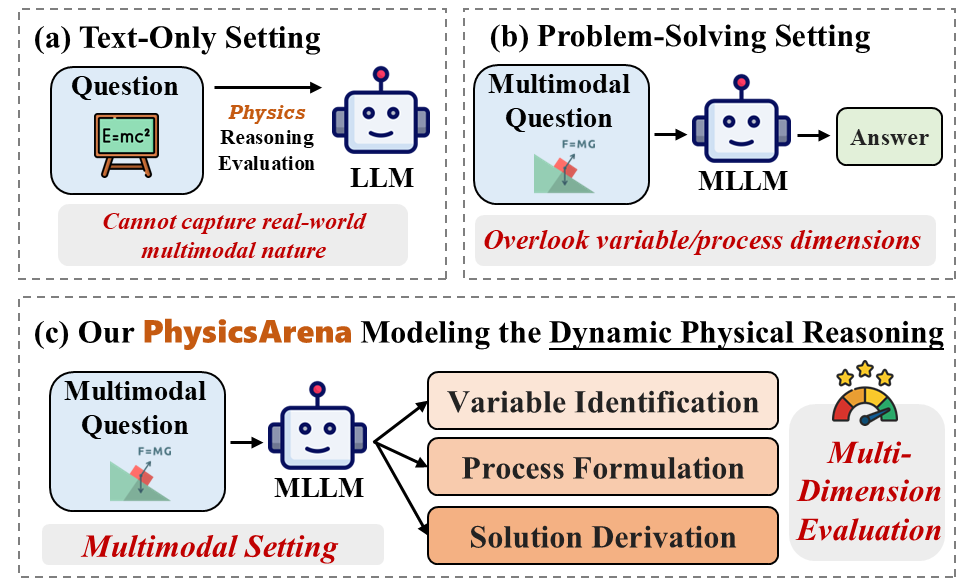 (a) Text-Only Setting
Question
E=mc²
Physics
Reasoning
Evaluation
LLM
Cannot capture real-world
multimodal nature
(b) Problem-Solving Setting
Multimodal
Question
F=MG
MLLM
Answer
Overlook variable/process dimensions
(c) Our PhysicsArena Modeling the Dynamic Physical Reasoning
Multimodal
Question
F=MG
MLLM
Multimodal Setting
Variable Identification
Process Formulation
Solution Derivation
Multi-
Dimension
Evaluation